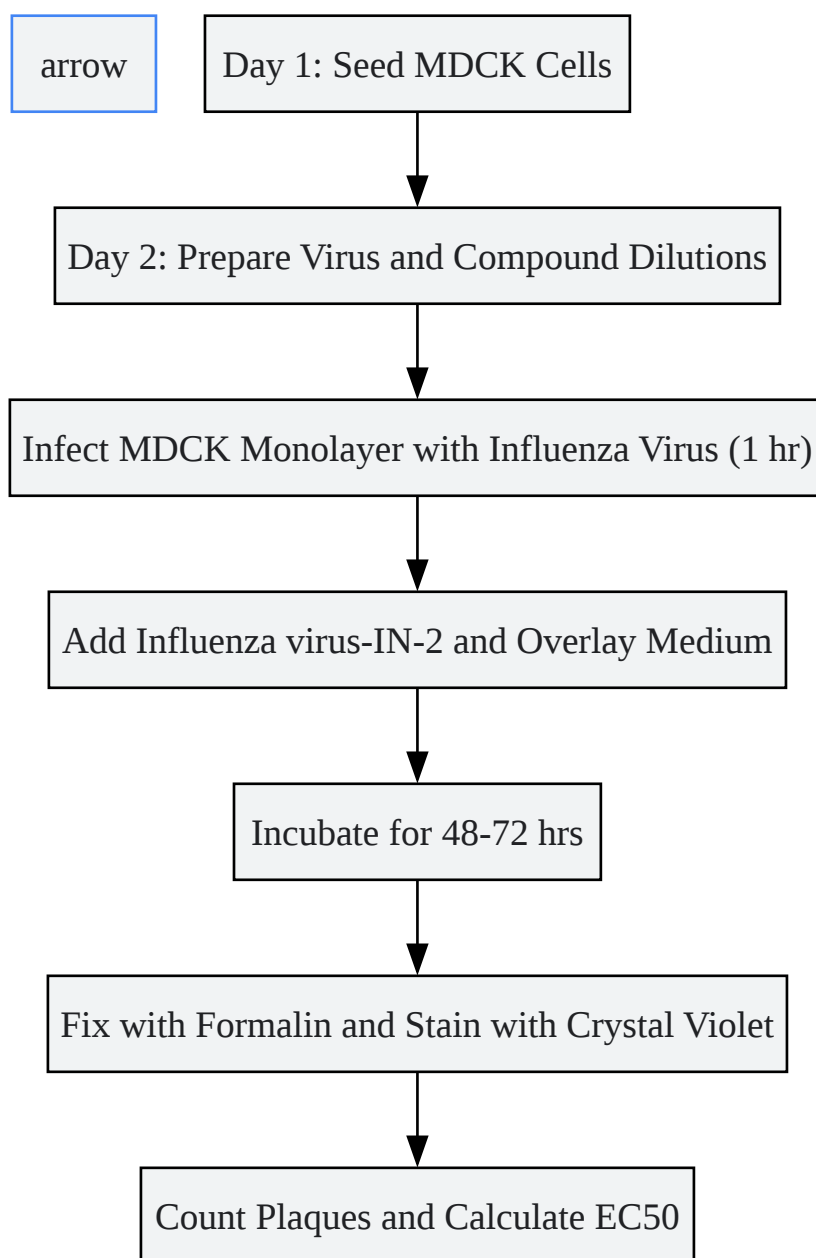 arrow
Day 1: Seed MDCK Cells
Day 2: Prepare Virus and Compound Dilutions
Infect MDCK Monolayer with Influenza Virus (1 hr)
Add Influenza virus-IN-2 and Overlay Medium
Incubate for 48-72 hrs
Fix with Formalin and Stain with Crystal Violet
Count Plaques and Calculate EC50